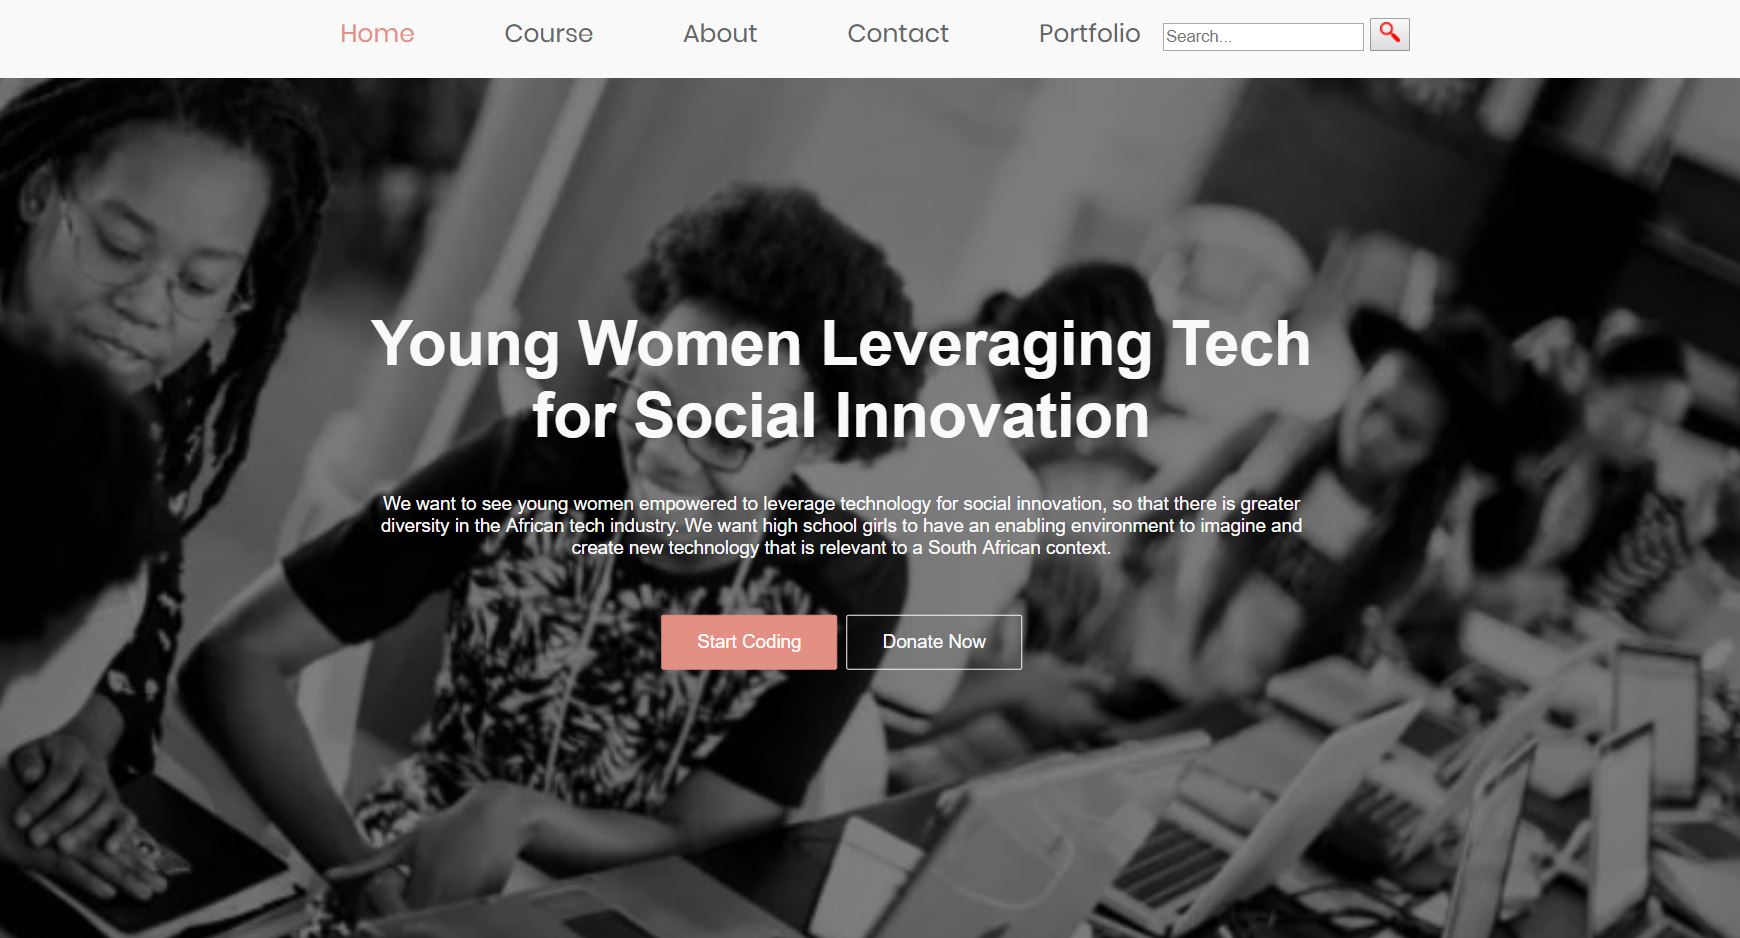 Home Course About Contact Portfolio Search...
Young Women Leveraging Tech
for Social Innovation
We want to see young women empowered to leverage technology for social innovation, so that there is greater
diversity in the African tech industry. We want high school girls to have an enabling environment to imagine and
create new technology that is relevant to a South African context.
Start Coding Donate Now